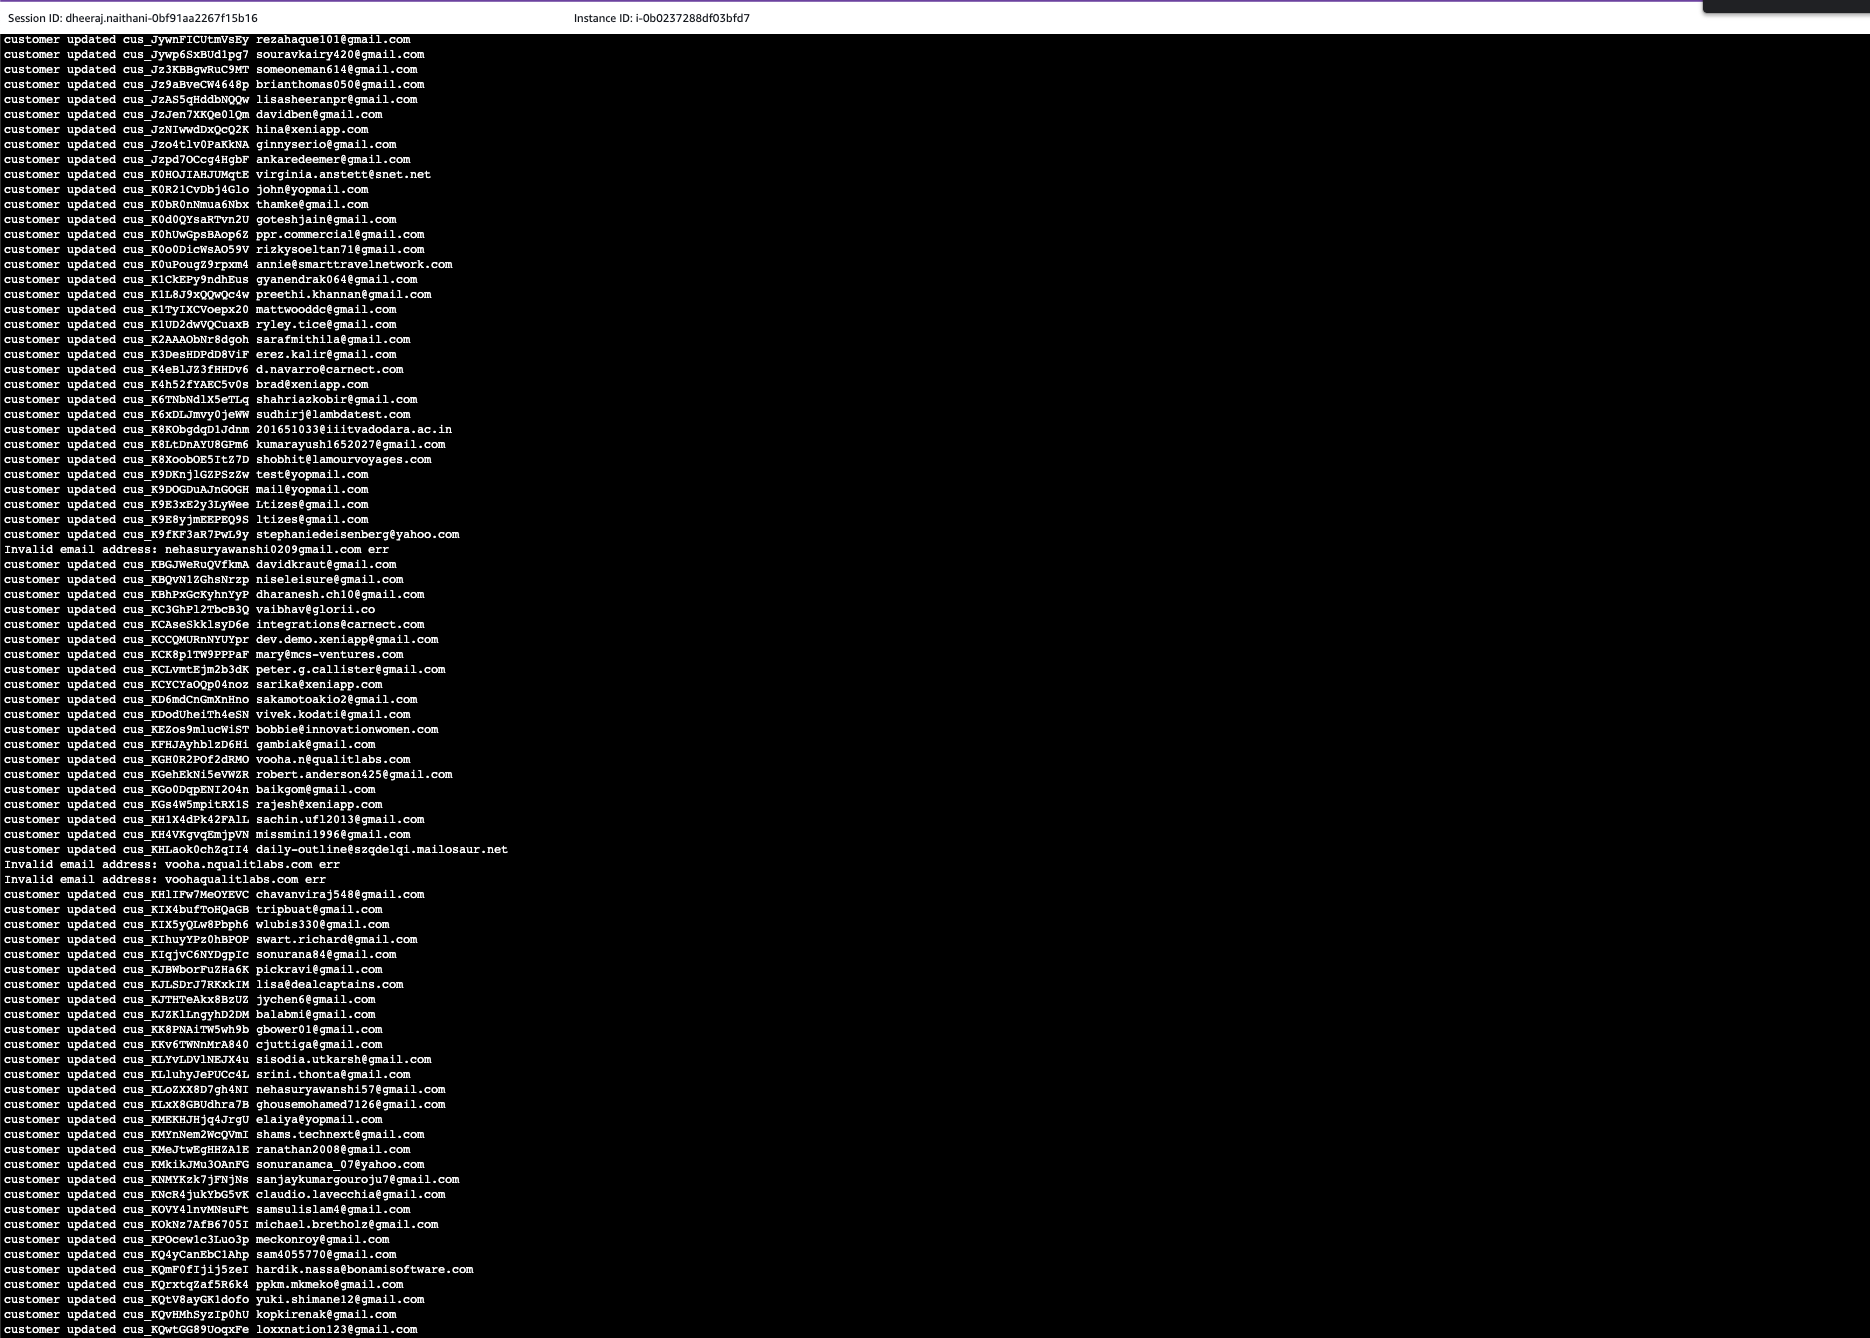 Session ID: dheeraj.naithani-0bf91aa2267f15b16 Instance ID: i-0b0237288df03bfd7
customer updated cus_JywnFICUtmVsEy rezahaque101@gmail.com
customer updated cus_Jywp6SxBUd1pg7 souravkairy420@gmail.com
customer updated cus_Jz3KBBgwRuC9MT someoneman614@gmail.com
customer updated cus_Jz9aBveCW4648p brianthomas050@gmail.com
customer updated cus_JzAS5qHddbNQQw lisasheeranpr@gmail.com
customer updated cus_JzJen7XKQe0lQm davidben@gmail.com
customer updated cus_JzNIwwdDxQcQ2K hina@xeniapp.com
customer updated cus_Jzo4tlv0PaKkNA ginnyserio@gmail.com
customer updated cus_Jzpd7OCcg4HgbF ankaredeemer@gmail.com
customer updated cus_K0HOJIAHJUMqtE virginia.anstett@snet.net
customer updated cus_K0R21CvDbj4Glo john@yopmail.com
customer updated cus_K0bR0nNmua6Nbx thamke@gmail.com
customer updated cus_K0d0QYsaRTvn2U goteshjain@gmail.com
customer updated cus_K0hUwGpsBAop6Z ppr.commercial@gmail.com
customer updated cus_K0o0DicWsAO59V rizkysoeltan71@gmail.com
customer updated cus_K0uPougZ9rpxm4 annie@smarttravelnetwork.com
customer updated cus_K1CkEPy9ndhEus gyanendrak064@gmail.com
customer updated cus_K1L8J9xQQwQc4w preethi.khannan@gmail.com
customer updated cus_K1TyIXCVoepx20 mattwooddc@gmail.com
customer updated cus_K1UD2dwVQCuaxB ryley.tice@gmail.com
customer updated cus_K2AAAObNr8dgoh sarafmithila@gmail.com
customer updated cus_K3DesHDPdD8ViF erez.kalir@gmail.com
customer updated cus_K4eBlJZ3fHHDv6 d.navarro@carnect.com
customer updated cus_K4h52fYAEC5v0s brad@xeniapp.com
customer updated cus_K6TNbNdlX5eTLq shahriazkobir@gmail.com
customer updated cus_K6xDLJmvy0jeWW sudhirj@lambdatest.com
customer updated cus_K8KObgdqD1Jdnm 201651033@iiitvadodara.ac.in
customer updated cus_K8LtDnAYU8GPm6 kumarayush1652027@gmail.com
customer updated cus_K8XoobOE5ItZ7D shobhit@lamourvoyages.com
customer updated cus_K9DKnjlGZPSzZw test@yopmail.com
customer updated cus_K9DOGDuAJnGOGH mail@yopmail.com
customer updated cus_K9E3xE2y3LyWee Ltizes@gmail.com
customer updated cus_K9E8yjmEEPEQ9S ltizes@gmail.com
customer updated cus_K9fKF3aR7PwL9y stephaniedeisenberg@yahoo.com
Invalid email address: nehasuryawanshi0209gmail.com err
customer updated cus_KBGJWeRuQVfkmA davidkraut@gmail.com
customer updated cus_KBQvN1ZGhsNrzp niseleisure@gmail.com
customer updated cus_KBhPxGcKyhnYyP dharanesh.ch10@gmail.com
customer updated cus_KC3GhPl2TbcB3Q vaibhav@glorii.co
customer updated cus_KCAseSkklsyD6e integrations@carnect.com
customer updated cus_KCCQMURnNYUYpr dev.demo.xeniapp@gmail.com
customer updated cus_KCK8p1TW9PPPaF mary@mcs-ventures.com
customer updated cus_KCLvmtEjm2b3dK peter.g.callister@gmail.com
customer updated cus_KCYCYaOQp04noz sarika@xeniapp.com
customer updated cus_KD6mdCnGmXnHno sakamotoakio2@gmail.com
customer updated cus_KDodUheiTh4eSN vivek.kodati@gmail.com
customer updated cus_KEZos9mlucWiST bobbie@innovationwomen.com
customer updated cus_KFHJAyhblzD6Hi gambiak@gmail.com
customer updated cus_KGH0R2POf2dRMO vooha.n@qualitlabs.com
customer updated cus_KGehEkNi5eVWZR robert.anderson425@gmail.com
customer updated cus_KGo0DqpENI2O4n baikgom@gmail.com
customer updated cus_KGs4W5mpitRX1S rajesh@xeniapp.com
customer updated cus_KH1X4dPk42FAlL sachin.ufl2013@gmail.com
customer updated cus_KH4VKgvqEmjpVN missmini1996@gmail.com
customer updated cus_KHLaok0chZqII4 daily-outline@szqdelqi.mailosaur.net
Invalid email address: vooha.nqualitlabs.com err
Invalid email address: voohaqualitlabs.com err
customer updated cus_KHlIFw7MeOYEVC chavanviraj548@gmail.com
customer updated cus_KIX4bufToHQaGB tripbuat@gmail.com
customer updated cus_KIX5yQLw8Pbph6 wlubis330@gmail.com
customer updated cus_KIhuyYPz0hBPOP swart.richard@gmail.com
customer updated cus_KIqjvC6NYDgpIc sonurana84@gmail.com
customer updated cus_KJBWborFuZHa6K pickravi@gmail.com
customer updated cus_KJLSDrJ7RKxkIM lisa@dealcaptains.com
customer updated cus_KJTHTeAkx8BzUZ jychen6@gmail.com
customer updated cus_KJZKlLngyhD2DM balabmi@gmail.com
customer updated cus_KK8PNAiTW5wh9b gbower01@gmail.com
customer updated cus_KKv6TWNnMrA840 cjuttiga@gmail.com
customer updated cus_KLYvLDVlNEJX4u sisodia.utkarsh@gmail.com
customer updated cus_KLluhyJePUCc4L srini.thonta@gmail.com
customer updated cus_KLoZXX8D7gh4NI nehasuryawanshi57@gmail.com
customer updated cus_KLxX8GBUdhra7B ghousemohamed7126@gmail.com
customer updated cus_KMEKHJHjq4JrgU elaiya@yopmail.com
customer updated cus_KMYnNem2WcQVmI shams.technext@gmail.com
customer updated cus_KMeJtwEgHHZA1E ranathan2008@gmail.com
customer updated cus_KMkikJMu3OAnFG sonuranamca_07@yahoo.com
customer updated cus_KNMYKzk7jFNjNs sanjaykumargouroju7@gmail.com
customer updated cus_KNcR4jukYbG5vK claudio.lavecchia@gmail.com
customer updated cus_KOVY4lnvMNsuFt samsulislam4@gmail.com
customer updated cus_KOkNz7AfB6705I michael.bretholz@gmail.com
customer updated cus_KPOcew1c3Luo3p meckonroy@gmail.com
customer updated cus_KQ4yCanEbC1Ahp sam4055770@gmail.com
customer updated cus_KQmF0fIjij5zeI hardik.nassa@bonamisoftware.com
customer updated cus_KQrxtqZaf5R6k4 ppkm.mkmeko@gmail.com
customer updated cus_KQtV8ayGK1dofo yuki.shimane12@gmail.com
customer updated cus_KQvHMhSyzIp0hU kopkirenak@gmail.com
customer updated cus_KQwtGG89UoqxFe loxxnation123@gmail.com